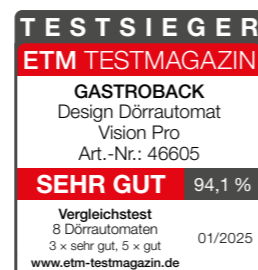 TESTSIEGER
ETM TESTMAGAZIN
GASTROBACK
Design Dörrautomat
Vision Pro
Art.-Nr.: 46605
SEHR GUT 94,1 %
Vergleichstest
8 Dörrautomaten
3 × sehr gut, 5 × gut
01/2025
www.etm-testmagazin.de